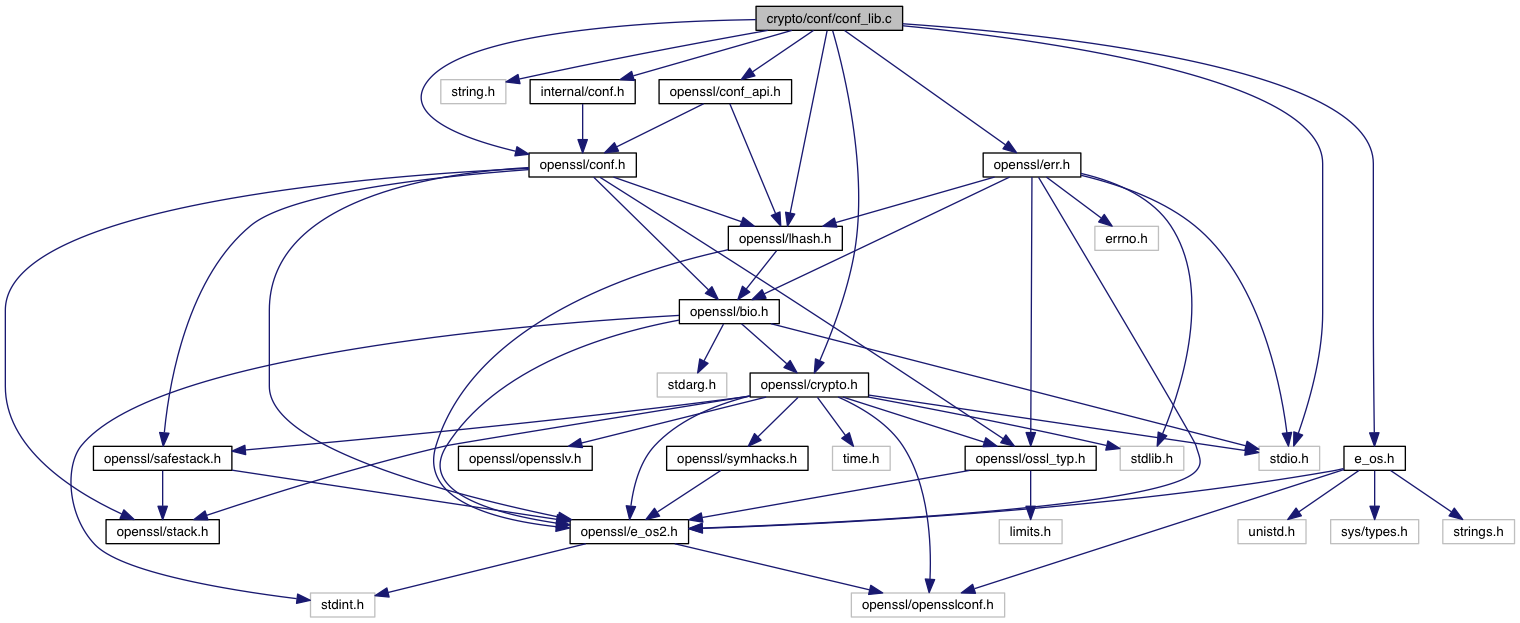 crypto/conf/conf_lib.c
string.h
internal/conf.h
openssl/conf_api.h
openssl/conf.h
openssl/err.h
openssl/lhash.h
errno.h
openssl/bio.h
stdarg.h
openssl/crypto.h
openssl/safestack.h
openssl/opensslv.h
openssl/symhacks.h
time.h
openssl/ossl_typ.h
stdlib.h
stdio.h
e_os.h
openssl/stack.h
openssl/e_os2.h
limits.h
unistd.h
sys/types.h
strings.h
stdint.h
openssl/opensslconf.h